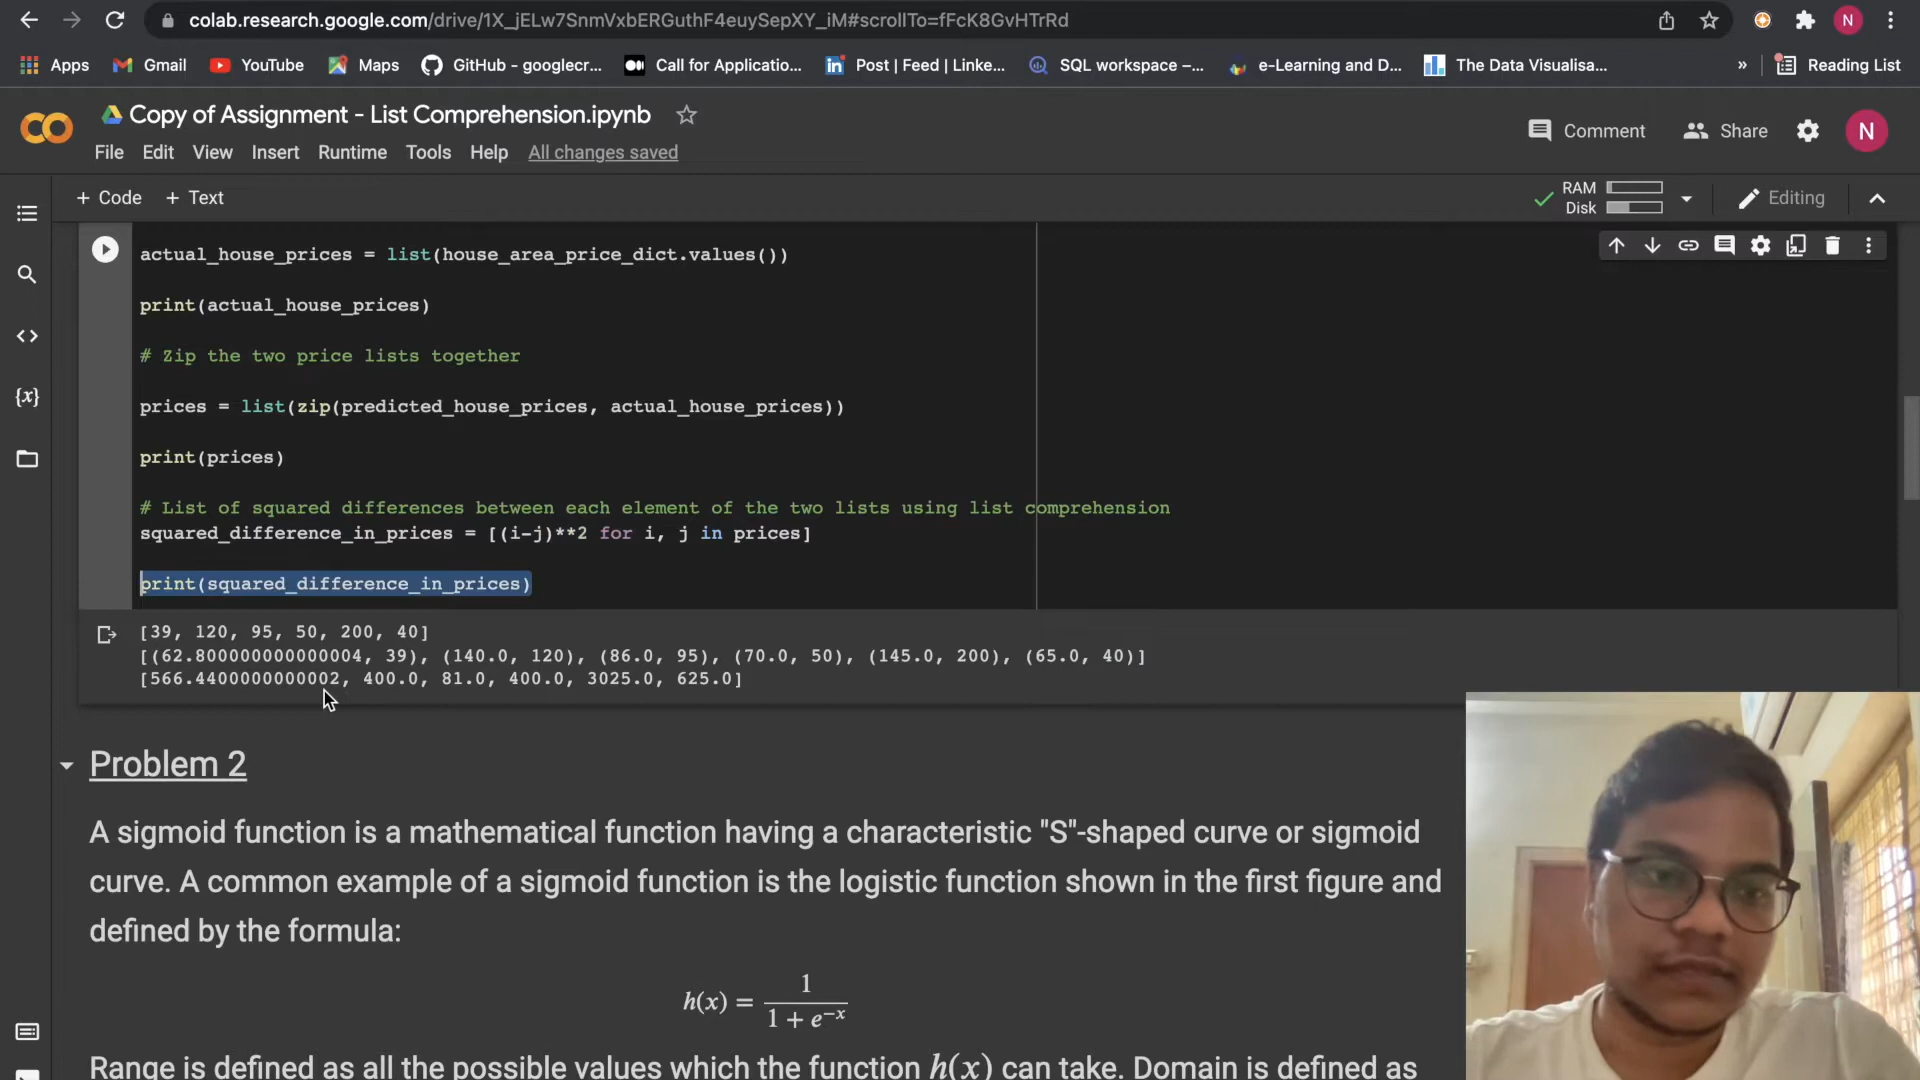 colab.research.google.com/drive/1X_jELw7SnmVxbERGuthF4euySepXY_iM#scrollTo=fFcK8GvHTrRd
N
Apps Gmail YouTube Maps GitHub - googlecr... Call for Applicatio... Post | Feed | Linke... SQL workspace –... e-Learning and D... The Data Visualisa... » Reading List
Copy of Assignment - List Comprehension.ipynb
Comment Share N
File Edit View Insert Runtime Tools Help All changes saved
+ Code + Text
RAM
Disk
Editing
actual_house_prices = list(house_area_price_dict.values())
print(actual_house_prices)
# Zip the two price lists together
prices = list(zip(predicted_house_prices, actual_house_prices))
print(prices)
# List of squared differences between each element of the two lists using list comprehension
squared_difference_in_prices = [(i-j)**2 for i, j in prices]
print(squared_difference_in_prices)
[39, 120, 95, 50, 200, 40]
[(62.800000000000004, 39), (140.0, 120), (86.0, 95), (70.0, 50), (145.0, 200), (65.0, 40)]
[566.4400000000002, 400.0, 81.0, 400.0, 3025.0, 625.0]
Problem 2
A sigmoid function is a mathematical function having a characteristic "S"-shaped curve or sigmoid
curve. A common example of a sigmoid function is the logistic function shown in the first figure and
defined by the formula:
h(x) = 1 / (1 + e^{-x})
Range is defined as all the possible values which the function h(x) can take. Domain is defined as